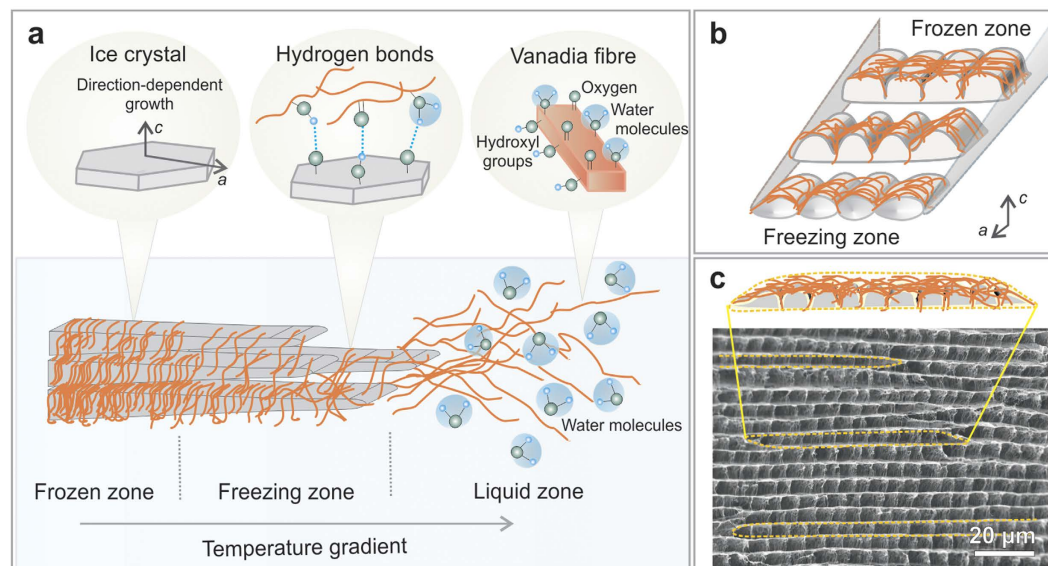 a
Ice crystal
Direction-dependent
growth
c
a
Hydrogen bonds
Vanadia fibre
Oxygen
Water
molecules
Hydroxyl
groups
Water molecules
Frozen zone
Freezing zone
Liquid zone
Temperature gradient
b
Frozen zone
Freezing zone
c
a
c
20 μm